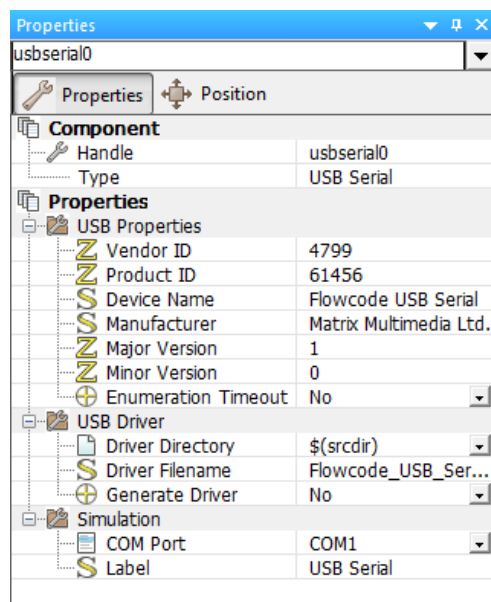 Properties
usbserial0
Properties Position
Component
Handle usbserial0
Type USB Serial
Properties
USB Properties
Vendor ID 4799
Product ID 61456
Device Name Flowcode USB Serial
Manufacturer Matrix Multimedia Ltd.
Major Version 1
Minor Version 0
Enumeration Timeout No
USB Driver
Driver Directory $(srcdir)
Driver Filename Flowcode_USB_Ser...
Generate Driver No
Simulation
COM Port COM1
Label USB Serial